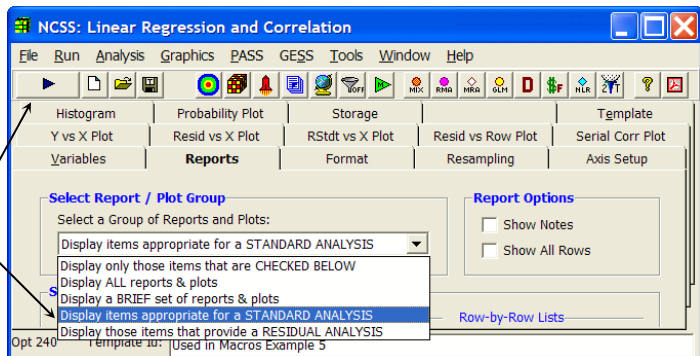 NCSS: Linear Regression and Correlation
File Run Analysis Graphics PASS GESS Tools Window Help
OFF MIX RMA MRA GLM D $F NLR 2YT ?
Histogram Probability Plot Storage Template
Y vs X Plot Resid vs X Plot RStdt vs X Plot Resid vs Row Plot Serial Corr Plot
Variables Reports Format Resampling Axis Setup
Select Report / Plot Group Report Options
Select a Group of Reports and Plots: Show Notes
Display items appropriate for a STANDARD ANALYSIS Show All Rows
Display only those items that are CHECKED BELOW
Display ALL reports & plots
Display a BRIEF set of reports & plots
Display items appropriate for a STANDARD ANALYSIS Row-by-Row Lists
Display those items that provide a RESIDUAL ANALYSIS
Opt 240 Template Id: Used in Macros Example 5